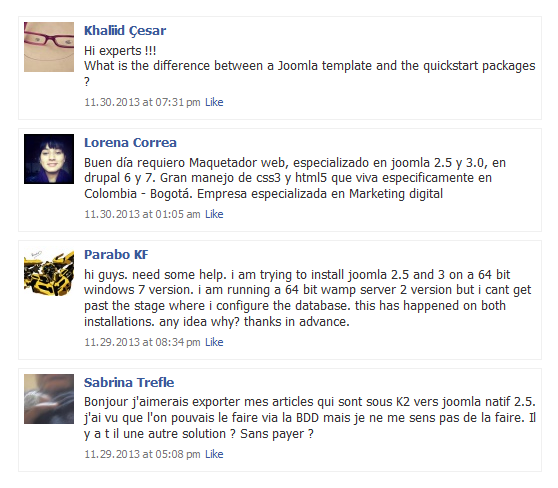 Khaliid Çesar
Hi experts !!!
What is the difference between a Joomla template and the quickstart packages
?
11.30.2013 at 07:31 pm Like
Lorena Correa
Buen día requiero Maquetador web, especializado en joomla 2.5 y 3.0, en
drupal 6 y 7. Gran manejo de css3 y html5 que viva especificamente en
Colombia - Bogotá. Empresa especializada en Marketing digital
11.30.2013 at 01:05 am Like
Parabo KF
hi guys. need some help. i am trying to install joomla 2.5 and 3 on a 64 bit
windows 7 version. i am running a 64 bit wamp server 2 version but i cant get
past the stage where i configure the database. this has happened on both
installations. any idea why? thanks in advance.
11.29.2013 at 08:34 pm Like
Sabrina Trefle
Bonjour j'aimerais exporter mes articles qui sont sous K2 vers joomla natif 2.5.
j'ai vu que l'on pouvais le faire via la BDD mais je ne me sens pas de la faire. Il
y a t il une autre solution ? Sans payer ?
11.29.2013 at 05:08 pm Like